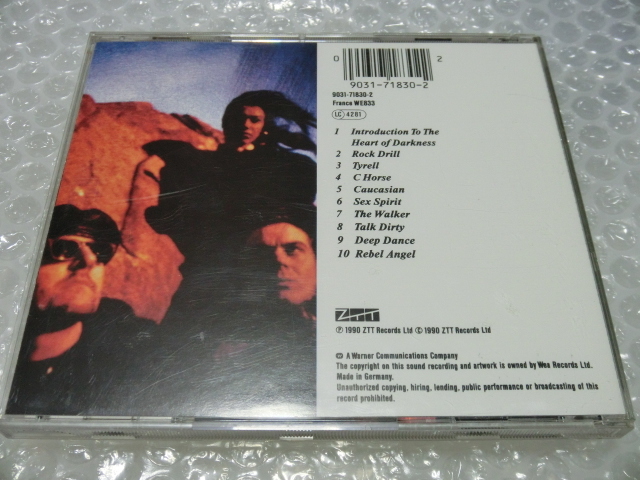 0 2
9031-71830-2
9031-71830-2
France WE833
LC 4281
1 Introduction To The
Heart of Darkness
2 Rock Drill
3 Tyrell
4 C Horse
5 Caucasian
6 Sex Spirit
7 The Walker
8 Talk Dirty
9 Deep Dance
10 Rebel Angel
ZTT
℗ 1990 ZTT Records Ltd © 1990 ZTT Records Ltd
A Warner Communications Company
The copyright on this sound recording and artwork is owned by Wea Records Ltd.
Made in Germany.
Unauthorized copying, hiring, lending, public performance or broadcasting of this
record prohibited.